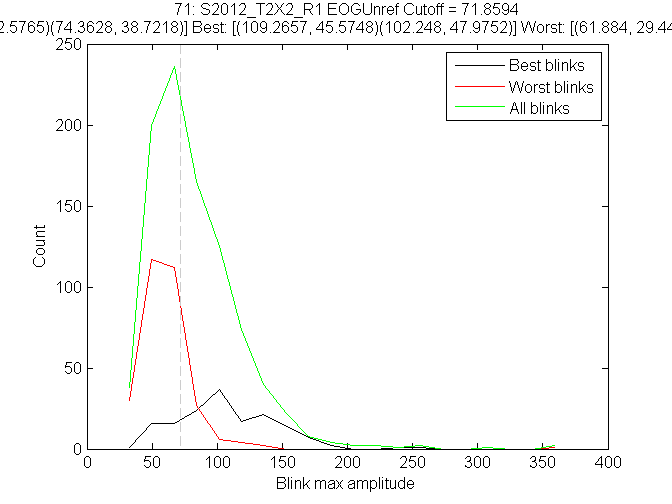 71: S2012_T2X2_R1 EOGUnref Cutoff = 71.8594
2.5765)(74.3628, 38.7218)] Best: [(109.2657, 45.5748)(102.248, 47.9752)] Worst: [(61.884, 29.44
250
200
150
100
50
0
Count
Best blinks
Worst blinks
All blinks
0 50 100 150 200 250 300 350 400
Blink max amplitude